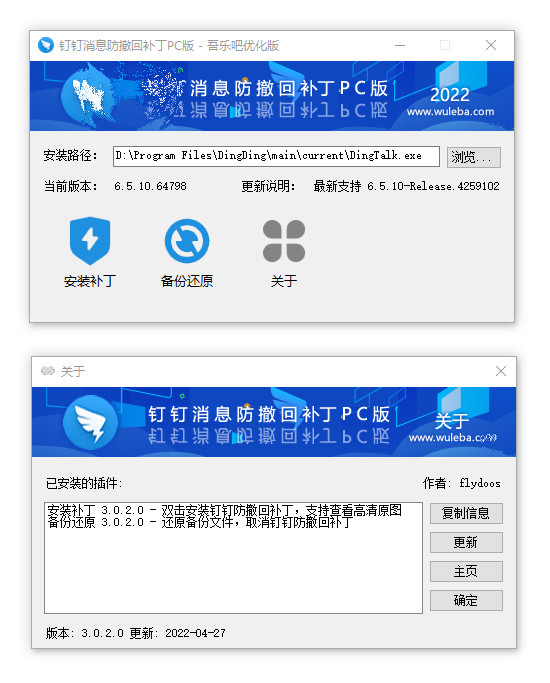 钉钉消息防撤回补丁PC版 - 吾乐吧优化版
消息防撤回补丁PC版
2022
www.wuleba.com
安装路径: D:\Program Files\DingDing\main\current\DingTalk.exe 浏览...
当前版本: 6.5.10.64798 更新说明: 最新支持 6.5.10-Release.4259102
安装补丁 备份还原 关于
关于
钉钉消息防撤回补丁PC版
关于
www.wuleba.c
已安装的插件: 作者: flydoos
安装补丁 3.0.2.0 - 双击安装钉钉防撤回补丁，支持查看高清原图
备份还原 3.0.2.0 - 还原备份文件，取消钉钉防撤回补丁
复制信息
更新
主页
确定
版本: 3.0.2.0 更新: 2022-04-27